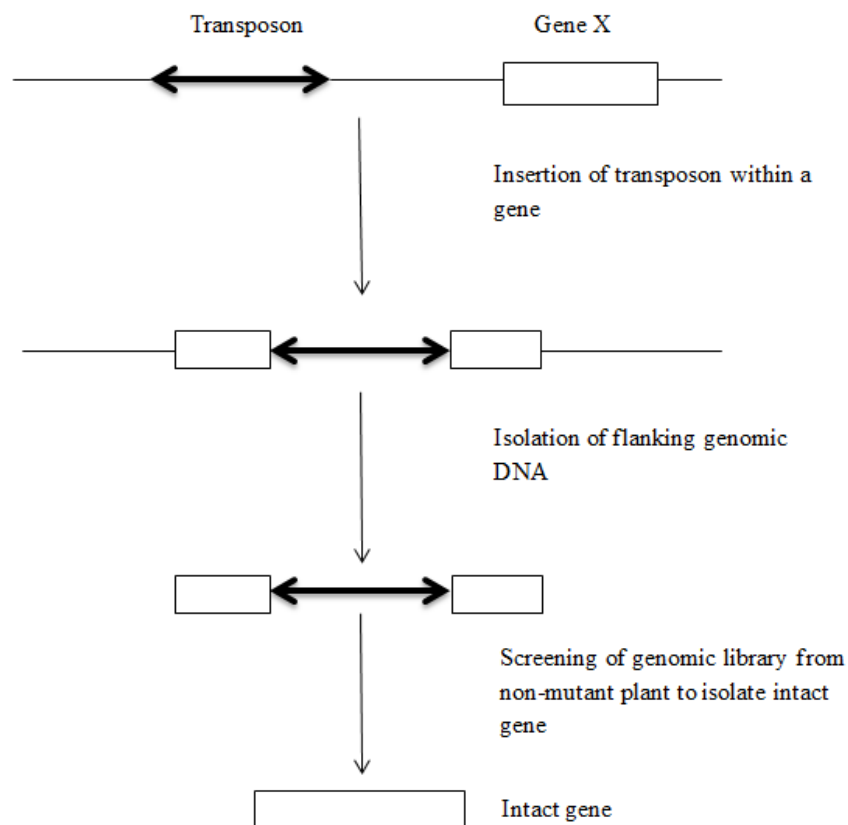 Transposon
Gene X
Insertion of transposon within a
gene
Isolation of flanking genomic
DNA
Screening of genomic library from
non-mutant plant to isolate intact
gene
Intact gene